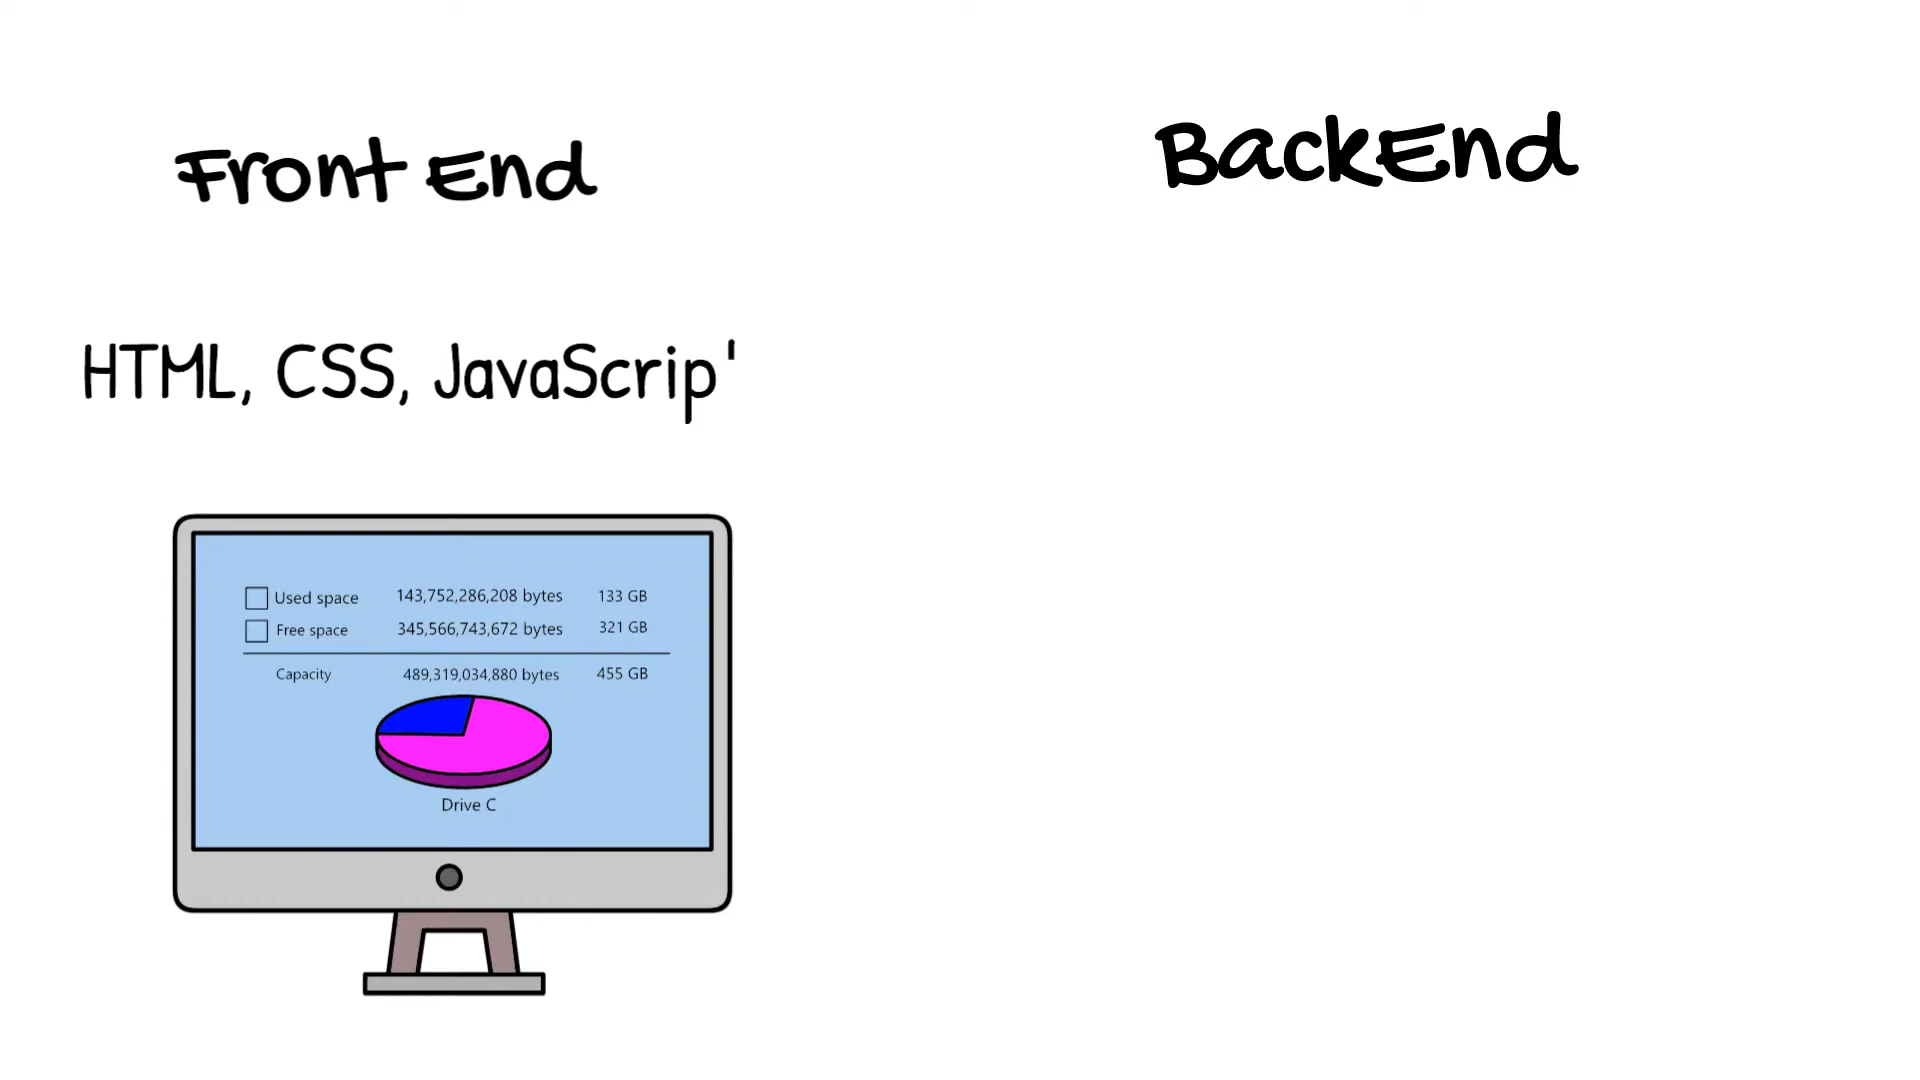 Front End
BackEnd
HTML, CSS, JavaScrip'
Used space 143,752,286,208 bytes 133 GB
Free space 345,566,743,672 bytes 321 GB
Capacity 489,319,034,880 bytes 455 GB
Drive C